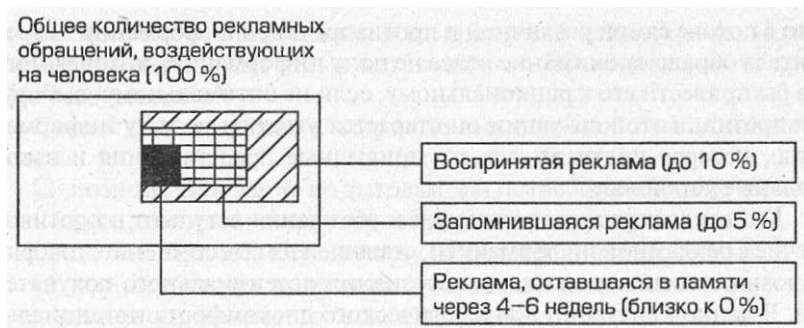 Общее количество рекламных
обращений, воздействующих
на человека (100 %)
Воспринятая реклама (до 10 %)
Запомнившаяся реклама (до 5 %)
Реклама, оставшаяся в памяти
через 4–6 недель (близко к 0 %)